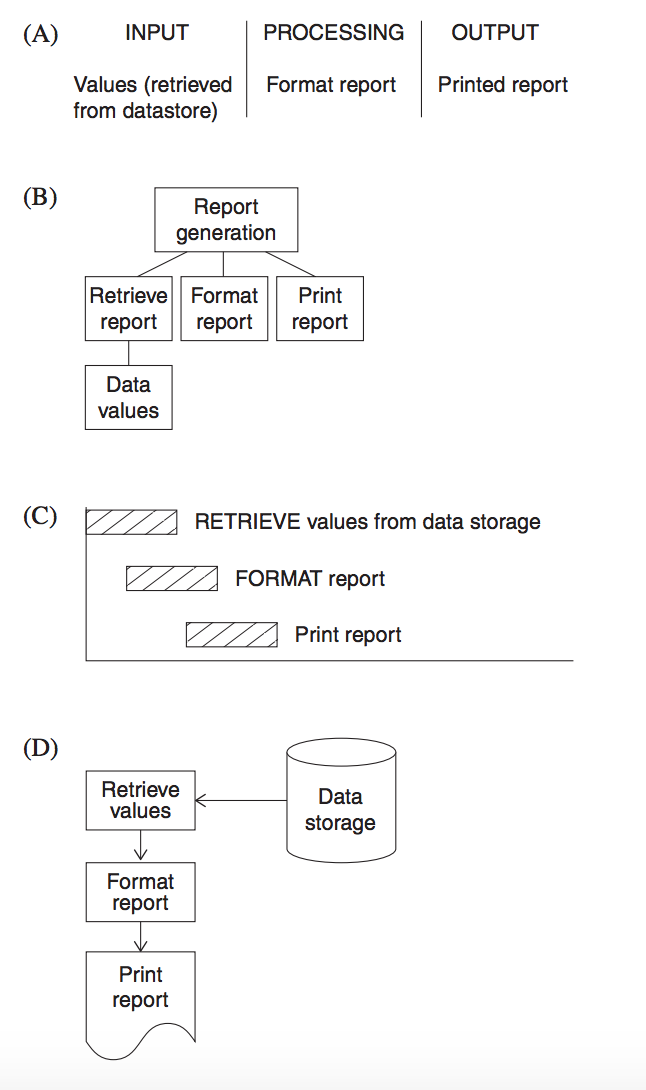 (A)
INPUT
PROCESSING
OUTPUT
Values (retrieved
from datastore)
Format report
Printed report
(B)
Report
generation
Retrieve
report
Format
report
Print
report
Data
values
(C)
RETRIEVE values from data storage
FORMAT report
Print report
(D)
Retrieve
values
Data
storage
Format
report
Print
report